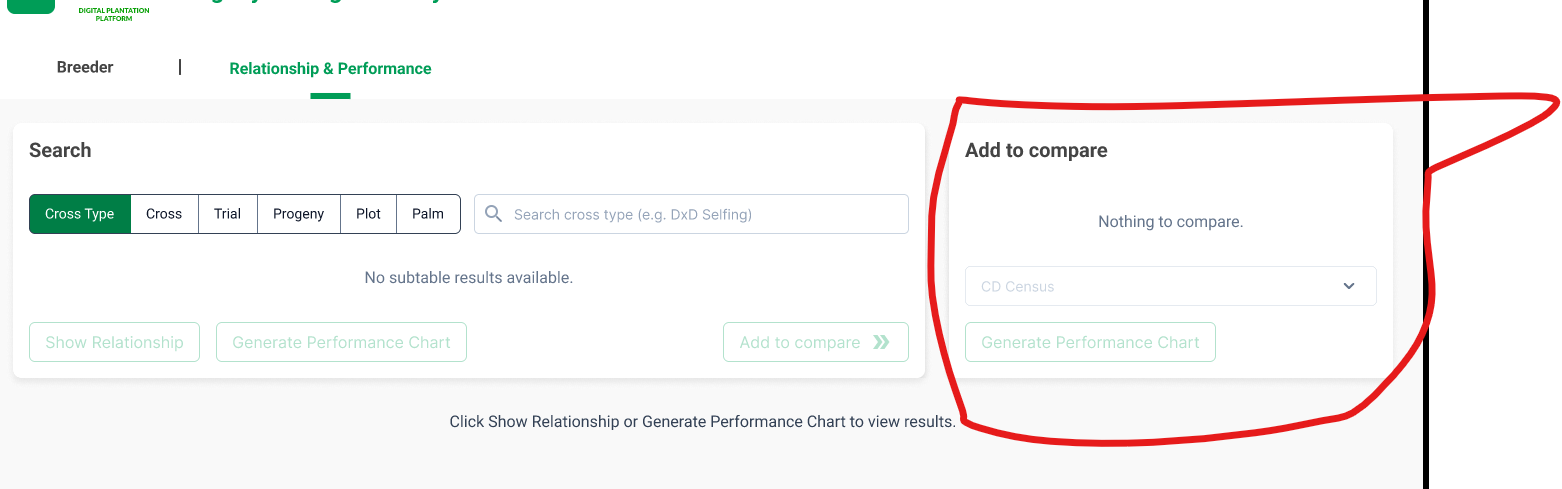 DIGITAL PLANTATION
PLATFORM
Breeder | Relationship & Performance
Search
Cross Type Cross Trial Progeny Plot Palm Search cross type (e.g. DxD Selfing)
No subtable results available.
Show Relationship Generate Performance Chart Add to compare
Add to compare
Nothing to compare.
CD Census
Generate Performance Chart
Click Show Relationship or Generate Performance Chart to view results.